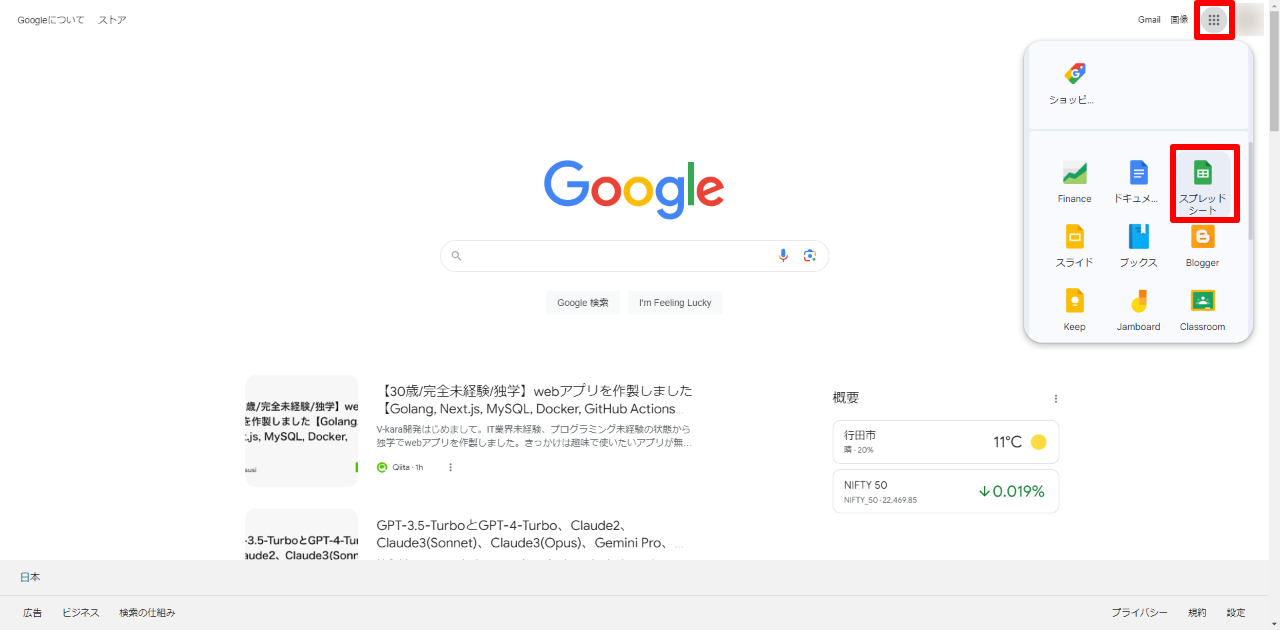 Googleについて ストア
Gmail 画像
ショッピ...
Finance ドキュメ... スプレッド
シート
スライド ブックス Blogger
Keep Jamboard Classroom
Google
Google 検索 I'm Feeling Lucky
歳/完全未経験/独学】we
を作製しました【Golang
t.js, MySQL, Docker,
【30歳/完全未経験/独学】webアプリを作製しました
【Golang, Next.js, MySQL, Docker, GitHub Actions...
V-kara開発はじめまして。IT業界未経験、プログラミング未経験の状態から
独学でwebアプリを作製しました。きっかけは趣味で使いたいアプリが無...
Qiita · 1h
概要
行田市
晴 · 20%
11°C
NIFTY 50
NIFTY_50 · 22,469.85
↓0.019%
-3.5-TurboとGPT-4-Tu
aude2、Claude3(Sonn
GPT-3.5-TurboとGPT-4-Turbo、Claude2、
Claude3(Sonnet)、Claude3(Opus)、Gemini Pro、...
日本
広告 ビジネス 検索の仕組み
プライバシー 規約 設定